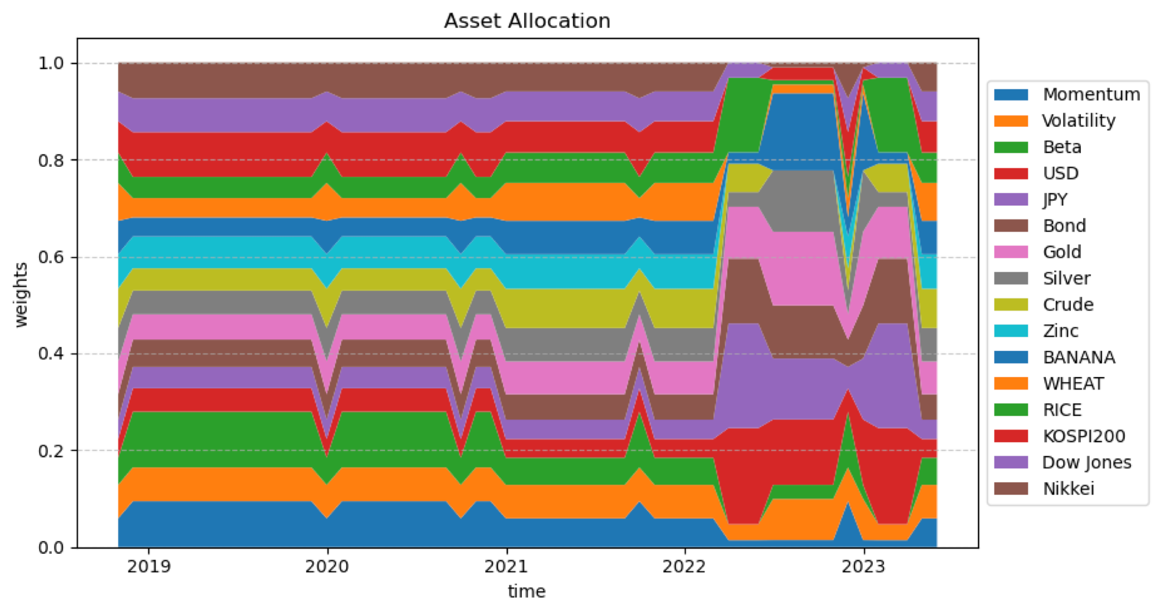 Asset Allocation
1.0
0.8
0.6
0.4
0.2
0.0
weights
2019
2020
2021
2022
2023
time
Momentum
Volatility
Beta
USD
JPY
Bond
Gold
Silver
Crude
Zinc
BANANA
WHEAT
RICE
KOSPI200
Dow Jones
Nikkei